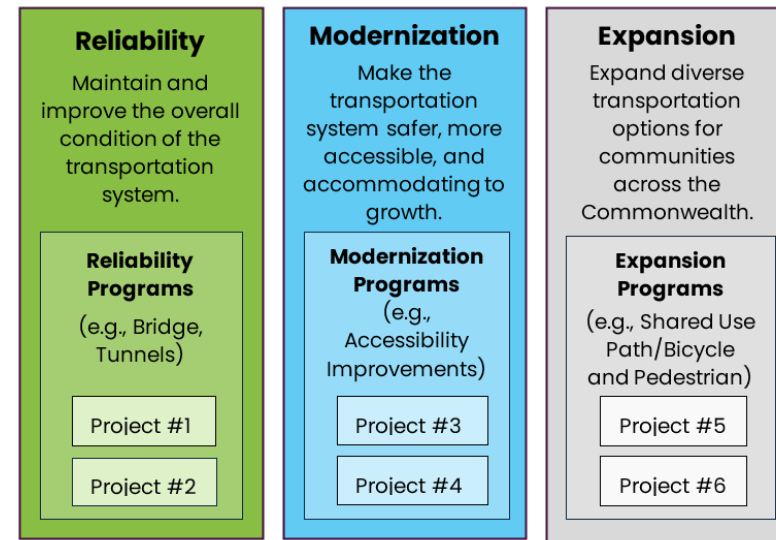 Reliability
Maintain and
improve the overall
condition of the
transportation
system.
Reliability
Programs
(e.g., Bridge,
Tunnels)
Project #1
Project #2
Modernization
Make the
transportation
system safer, more
accessible, and
accommodating to
growth.
Modernization
Programs
(e.g.,
Accessibility
Improvements)
Project #3
Project #4
Expansion
Expand diverse
transportation
options for
communities
across the
Commonwealth.
Expansion
Programs
(e.g., Shared Use
Path/Bicycle
and Pedestrian)
Project #5
Project #6